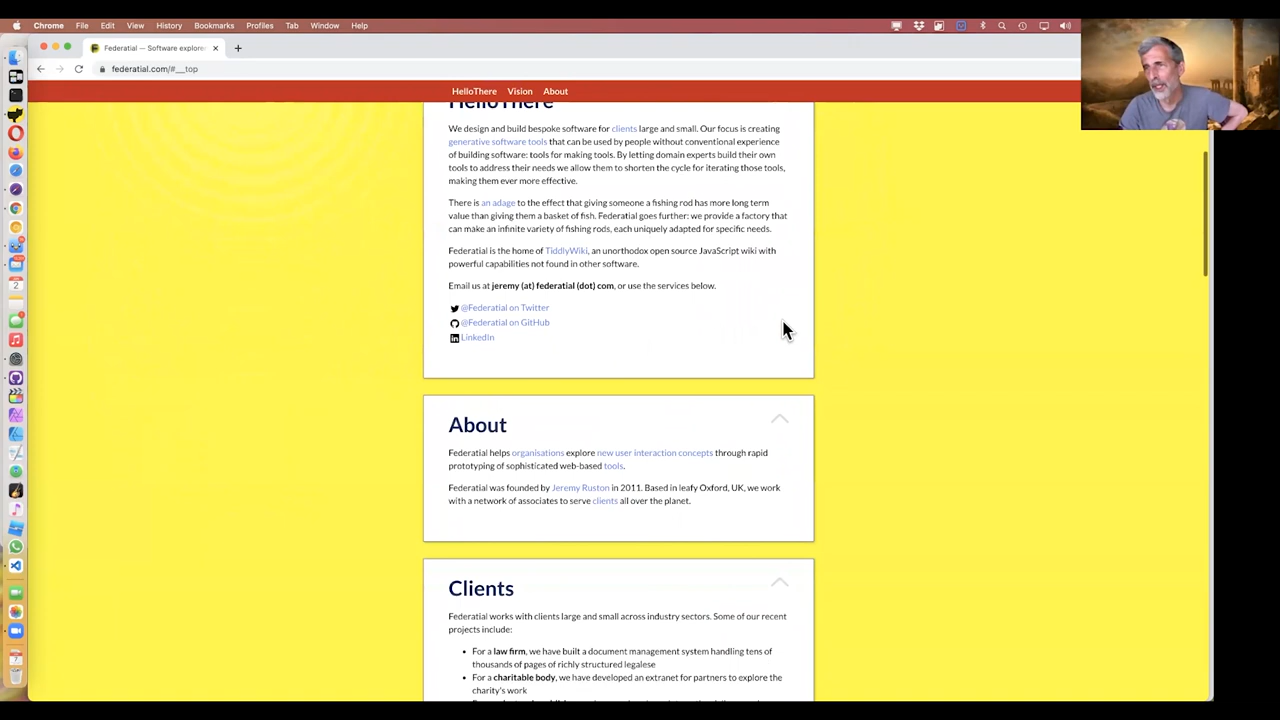 Chrome File Edit View History Bookmarks Profiles Tab Window Help
Federatial — Software explorer
federatial.com/#__top
HelloThere Vision About
HelloThere
We design and build bespoke software for clients large and small. Our focus is creating
generative software tools that can be used by people without conventional experience
of building software: tools for making tools. By letting domain experts build their own
tools to address their needs we allow them to shorten the cycle for iterating those tools,
making them ever more effective.
There is an adage to the effect that giving someone a fishing rod has more long term
value than giving them a basket of fish. Federatial goes further: we provide a factory that
can make an infinite variety of fishing rods, each uniquely adapted for specific needs.
Federatial is the home of TiddlyWiki, an unorthodox open source JavaScript wiki with
powerful capabilities not found in other software.
Email us at jeremy (at) federatial (dot) com, or use the services below.
@Federatial on Twitter
@Federatial on GitHub
LinkedIn
About
Federatial helps organisations explore new user interaction concepts through rapid
prototyping of sophisticated web-based tools.
Federatial was founded by Jeremy Ruston in 2011. Based in leafy Oxford, UK, we work
with a network of associates to serve clients all over the planet.
Clients
Federatial works with clients large and small across industry sectors. Some of our recent
projects include:
• For a law firm, we have built a document management system handling tens of
thousands of pages of richly structured legalese
• For a charitable body, we have developed an extranet for partners to explore the
charity's work